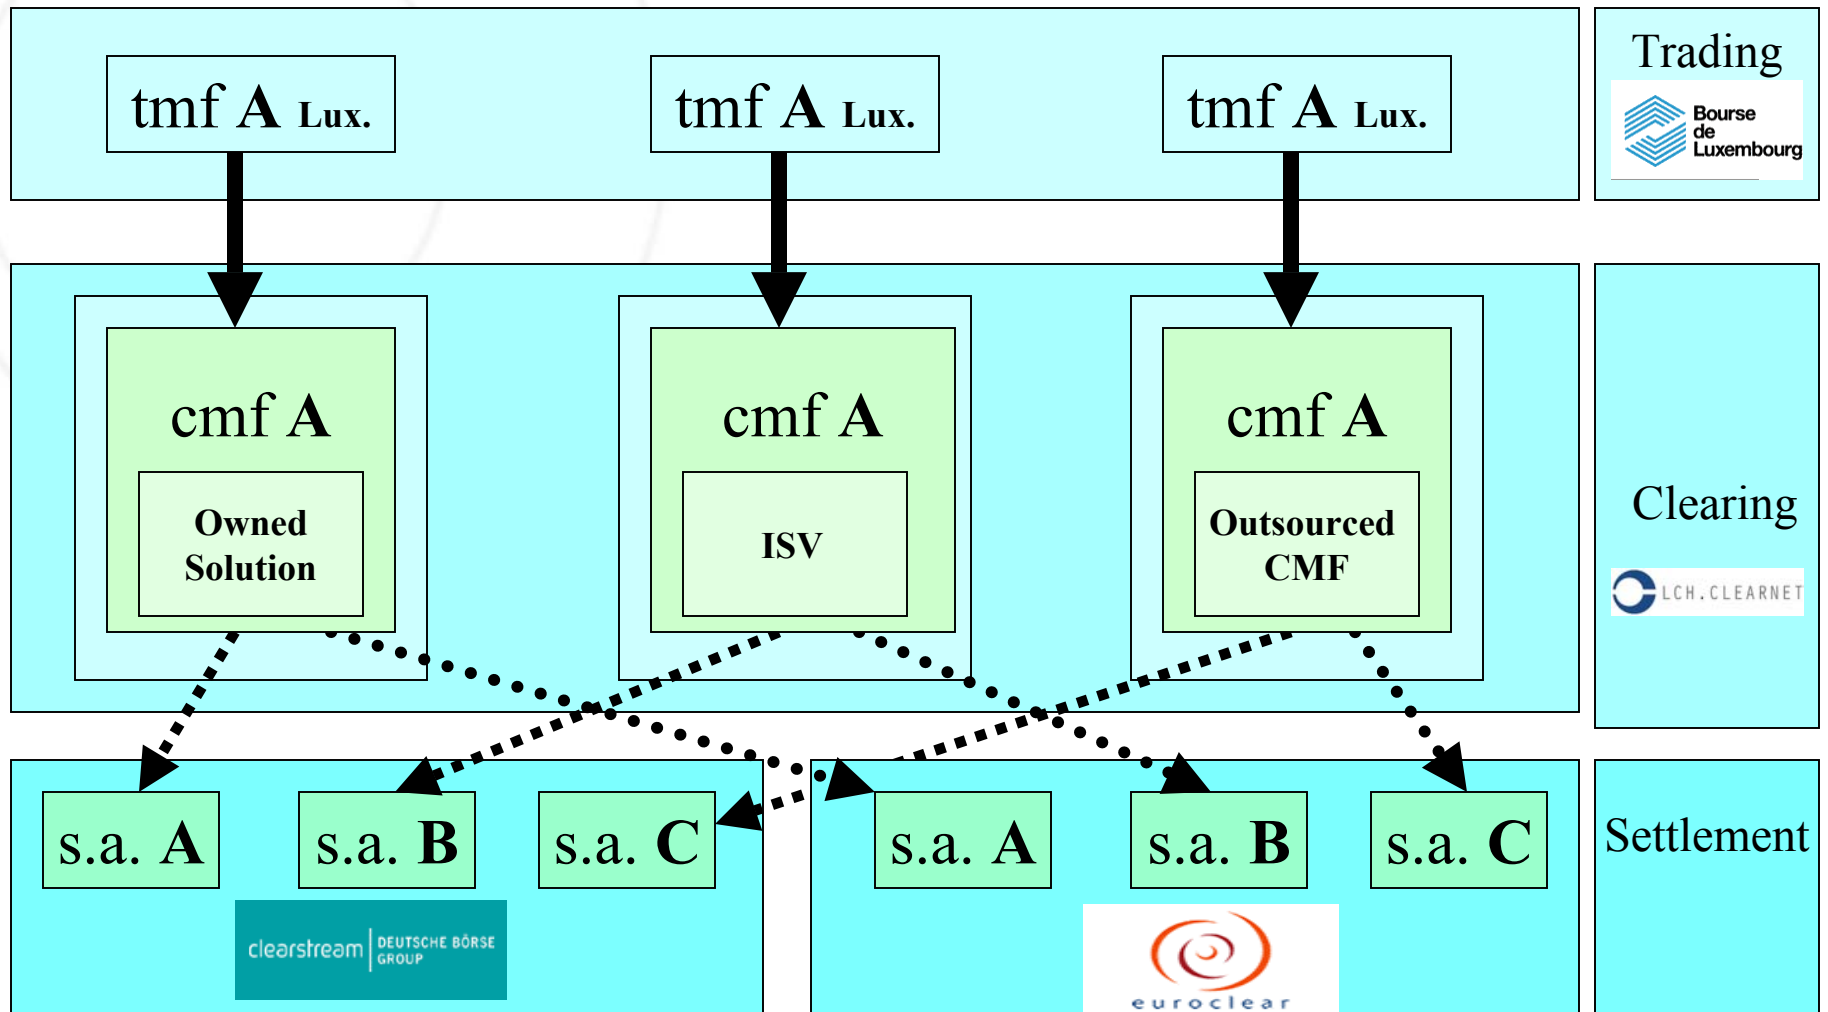 tmf A Lux.
tmf A Lux.
tmf A Lux.
Trading
Bourse
de
Luxembourg
cmf A
Owned
Solution
cmf A
ISV
cmf A
Outsourced
CMF
Clearing
LCH.CLEARNET
s.a. A
s.a. B
s.a. C
s.a. A
s.a. B
s.a. C
Settlement
clearstream
DEUTSCHE BÖRSE
GROUP
euroclear